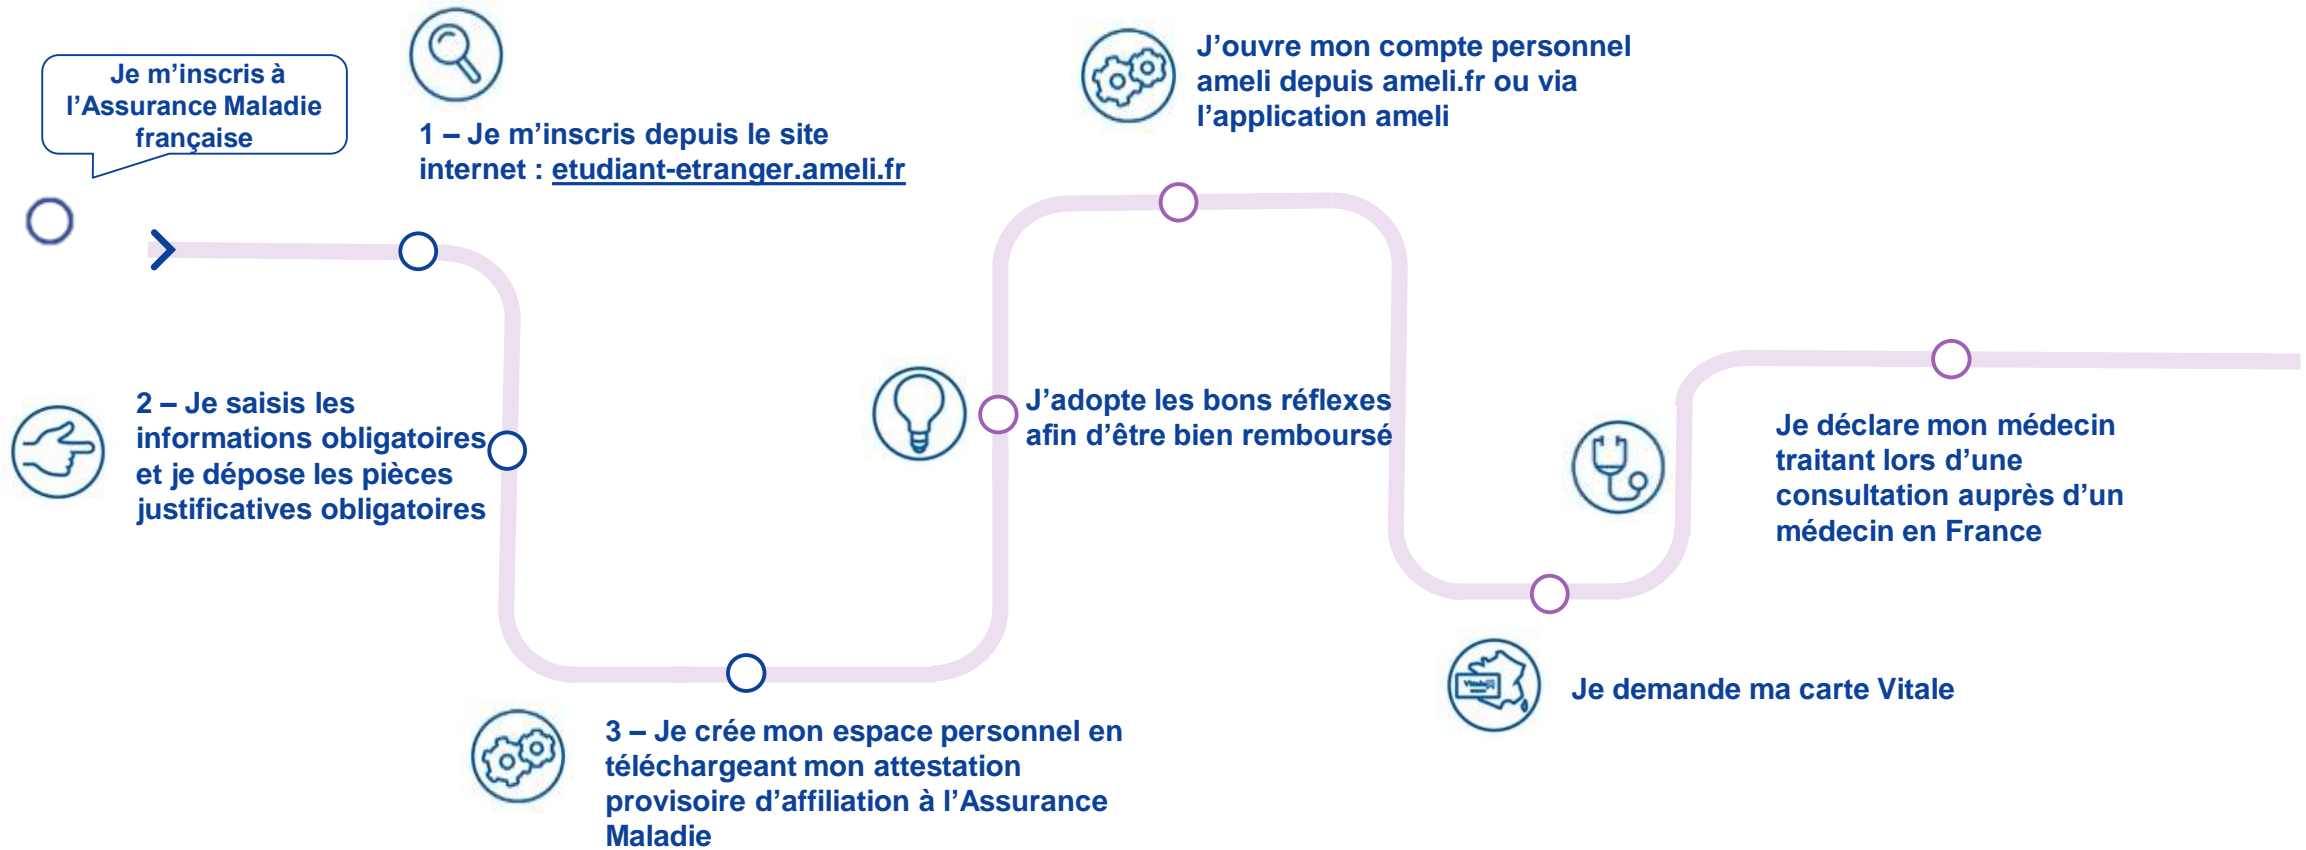 Je m’inscris à
l’Assurance Maladie
française
1 – Je m’inscris depuis le site
internet : etudiant-etranger.ameli.fr
2 – Je saisis les
informations obligatoires
et je dépose les pièces
justificatives obligatoires
3 – Je crée mon espace personnel en
téléchargeant mon attestation
provisoire d’affiliation à l’Assurance
Maladie
J’adopte les bons réflexes
afin d’être bien remboursé
J’ouvre mon compte personnel
ameli depuis ameli.fr ou via
l’application ameli
Vitale
Je demande ma carte Vitale
Je déclare mon médecin
traitant lors d’une
consultation auprès d’un
médecin en France